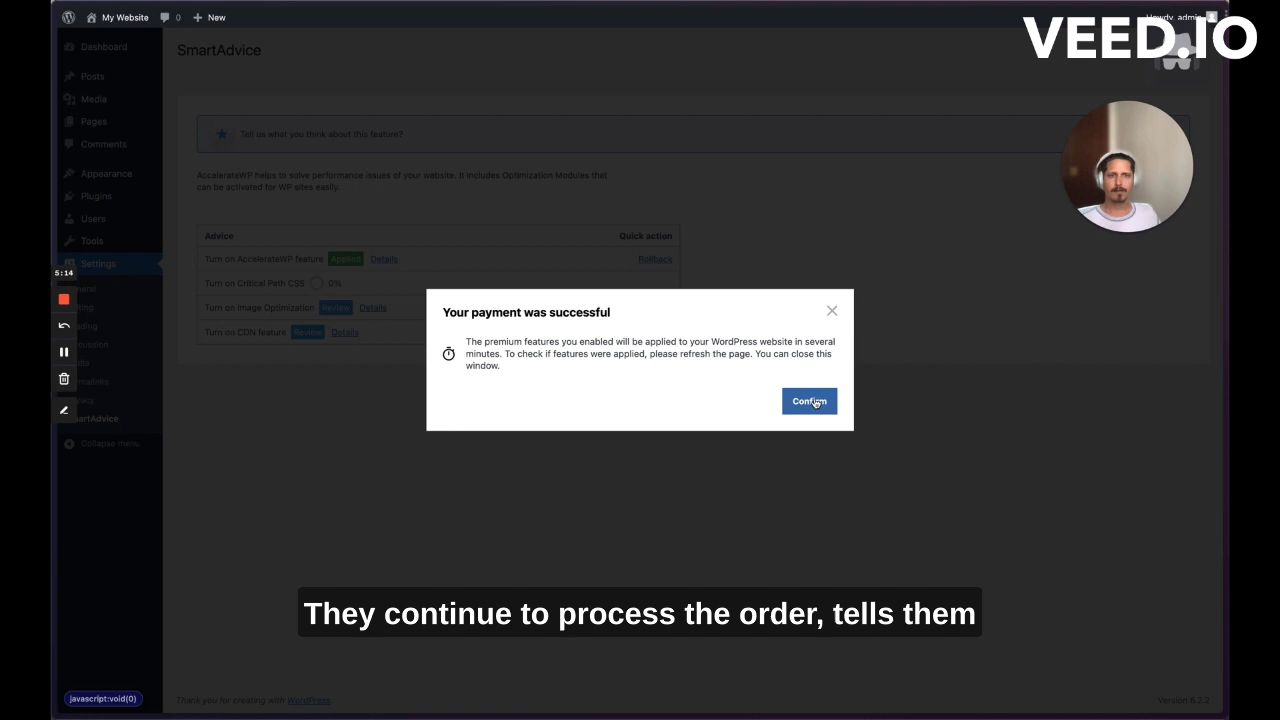 My Website
0
New
Howdy, admin
VEED.IO
Dashboard
SmartAdvice
Posts
Media
Pages
Comments
Appearance
Plugins
Users
Tools
Settings
5:14
Collapse menu
Tell us what you think about this feature?
AccelerateWP helps to solve performance issues of your website. It includes Optimization Modules that
can be activated for WP sites easily.
Advice Quick action
Turn on AccelerateWP feature Applied Details Rollback
Turn on Critical Path CSS 0%
Turn on Image Optimization Review Details
Turn on CDN feature Review Details
Your payment was successful
The premium features you enabled will be applied to your WordPress website in several
minutes. To check if features were applied, please refresh the page. You can close this
window.
Confirm
They continue to process the order, tells them
javascript:void(0)
Thank you for creating with WordPress.
Version 6.2.2